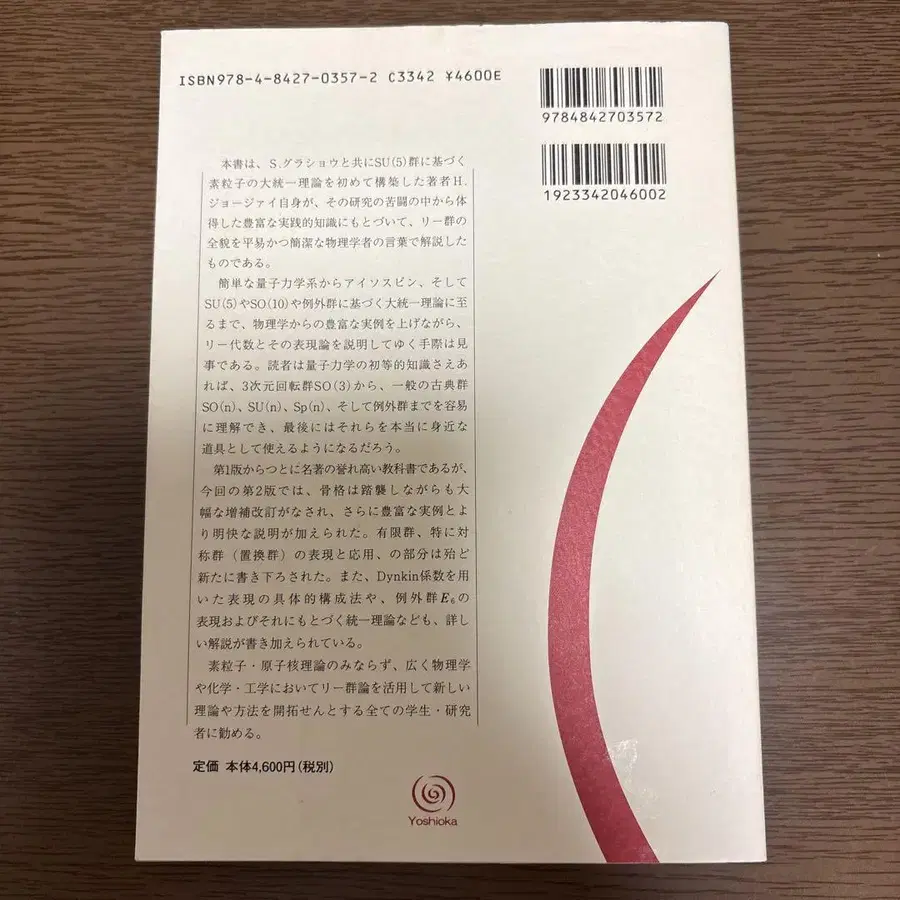 ISBN978-4-8427-0357-2 C3342 ¥4600E
9784842703572
1923342046002
本書は、S.グラショウと共にSU(5)群に基づく
素粒子の大統一理論を初めて構築した著者H.
ジョージァイ自身が、その研究の苦闘の中から体
得した豊富な実践的知識にもとづいて、リー群の
全貌を平易かつ簡潔な物理学者の言葉で解説した
ものである。
簡単な量子力学系からアイソスピン、そして
SU(5)やSO(10)や例外群に基づく大統一理論に至
るまで、物理学からの豊富な実例を上げながら、
リー代数とその表現論を説明してゆく手際は見
事である。読者は量子力学の初等的知識さえあ
れば、3次元回転群SO(3)から、一般の古典群
SO(n)、SU(n)、Sp(n)、そして例外群までを容易
に理解でき、最後にはそれらを本当に身近な
道具として使えるようになるだろう。
第1版からつとに名著の誉れ高い教科書であるが、
今回の第2版では、骨格は踏襲しながらも大
幅な増補改訂がなされ、さらに豊富な実例とよ
り明快な説明が加えられた。有限群、特に対
称群(置換群)の表現と応用、の部分は殆ど
新たに書き下ろされた。また、Dynkin係数を用
いた表現の具体的構成法や、例外群E6の
表現およびそれにもとづく統一理論なども、詳し
い解説が書き加えられている。
素粒子・原子核理論のみならず、広く物理学
や化学・工学においてリー群論を活用して新しい
理論や方法を開拓せんとする全ての学生・研究
者に勧める。
定価 本体4,600円(税別)
Yoshioka